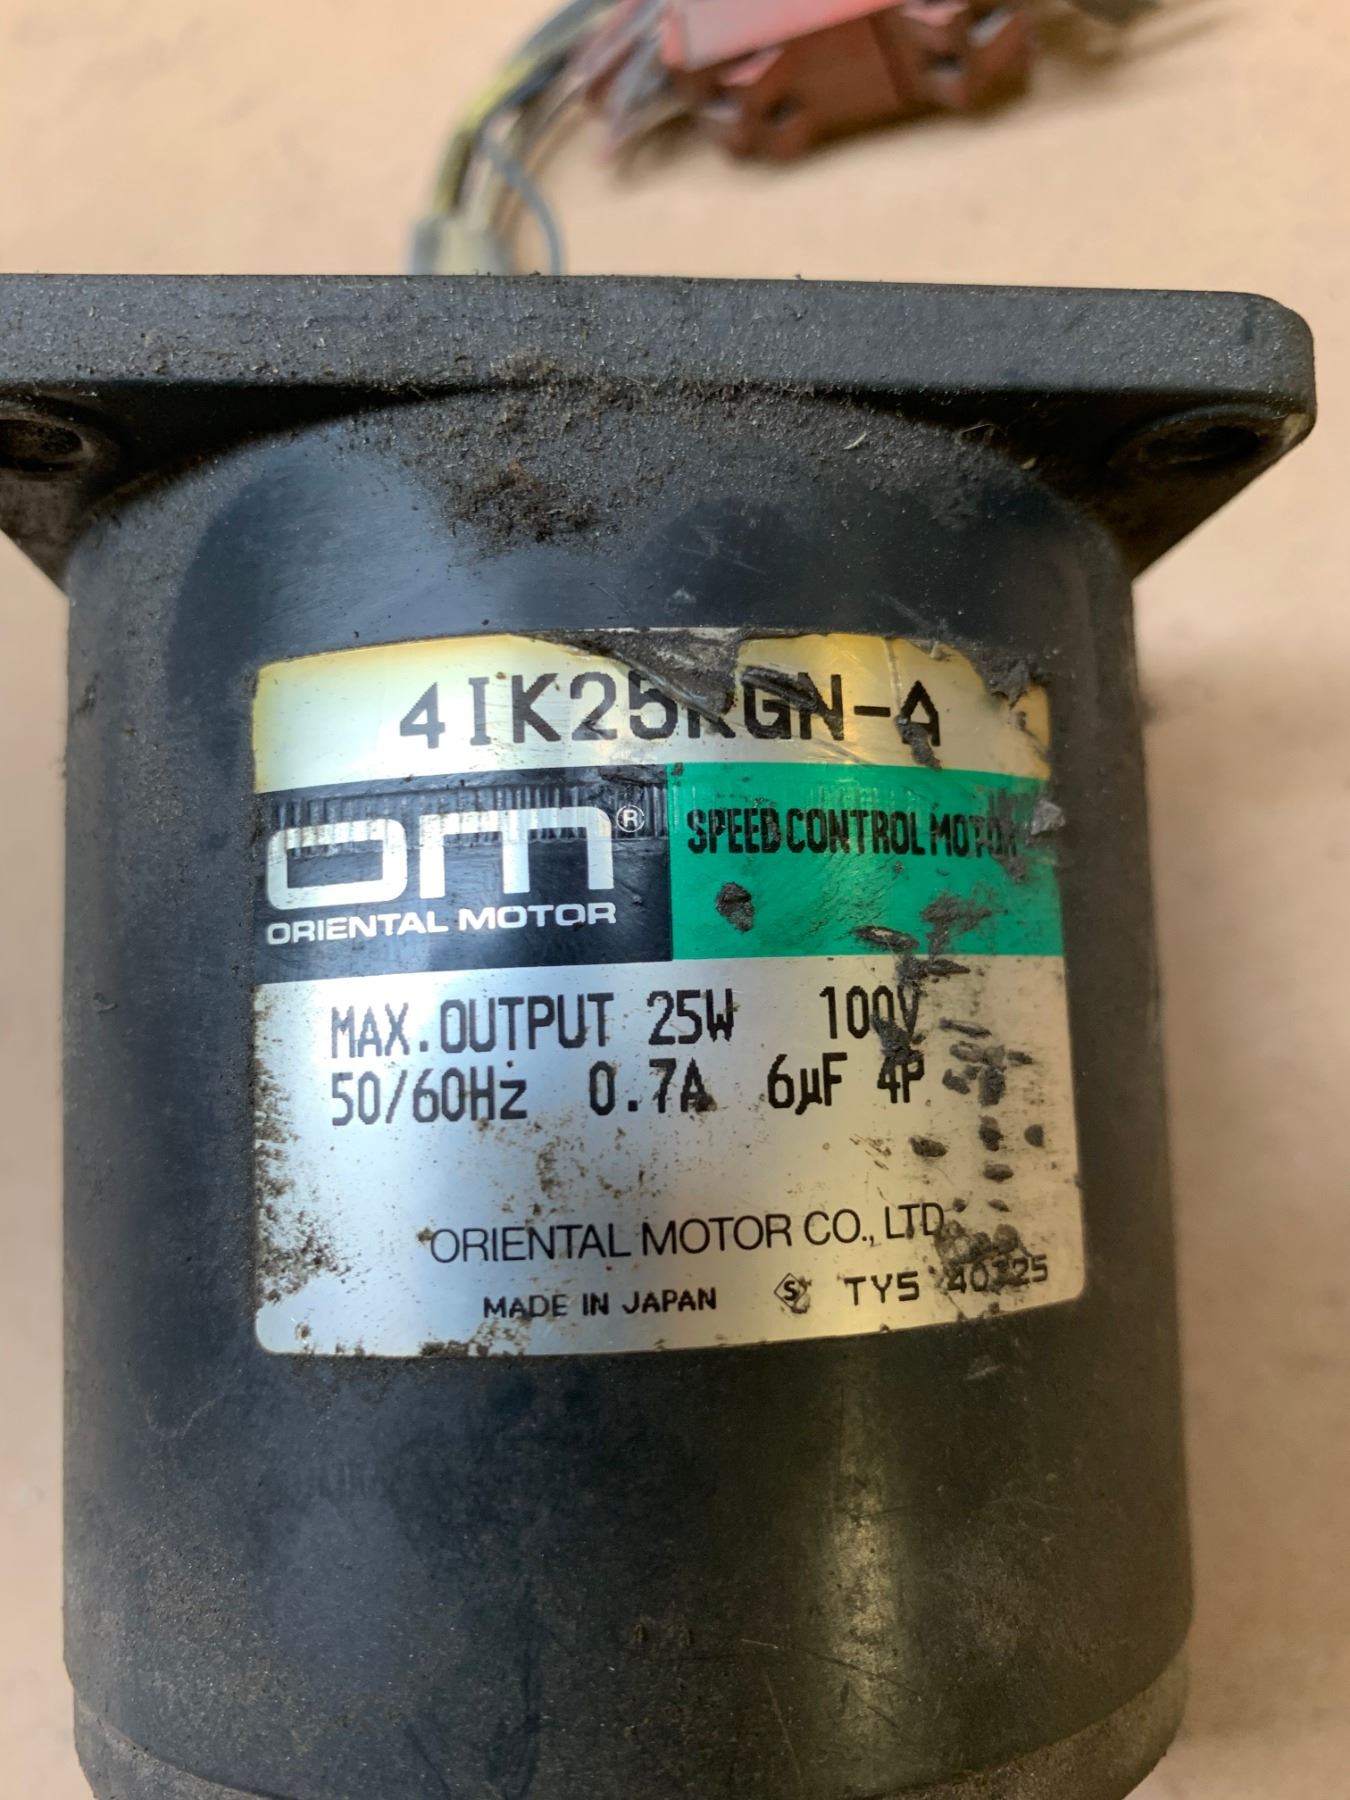 4IK25RGN-A
om®
ORIENTAL MOTOR
SPEED CONTROL MOTOR
MAX.OUTPUT 25W 100V
50/60Hz 0.7A 6μF 4P
ORIENTAL MOTOR CO., LTD.
MADE IN JAPAN S TY5